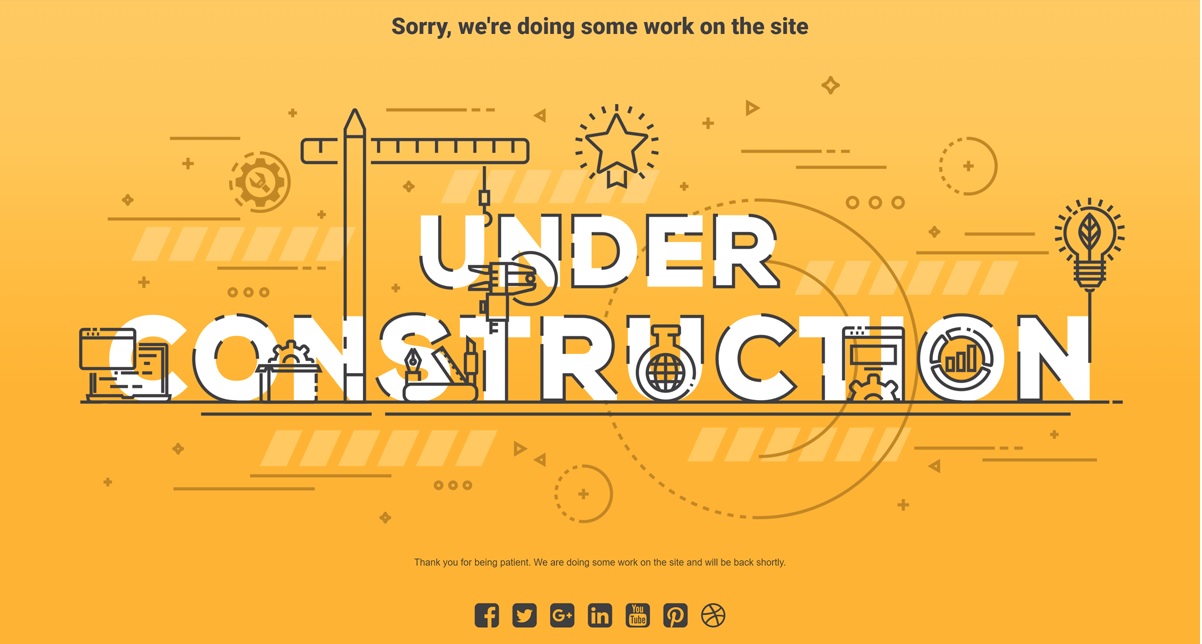 Sorry, we're doing some work on the site
UNDER
CONSTRUCTION
Thank you for being patient. We are doing some work on the site and will be back shortly.
f G+ in You Tube